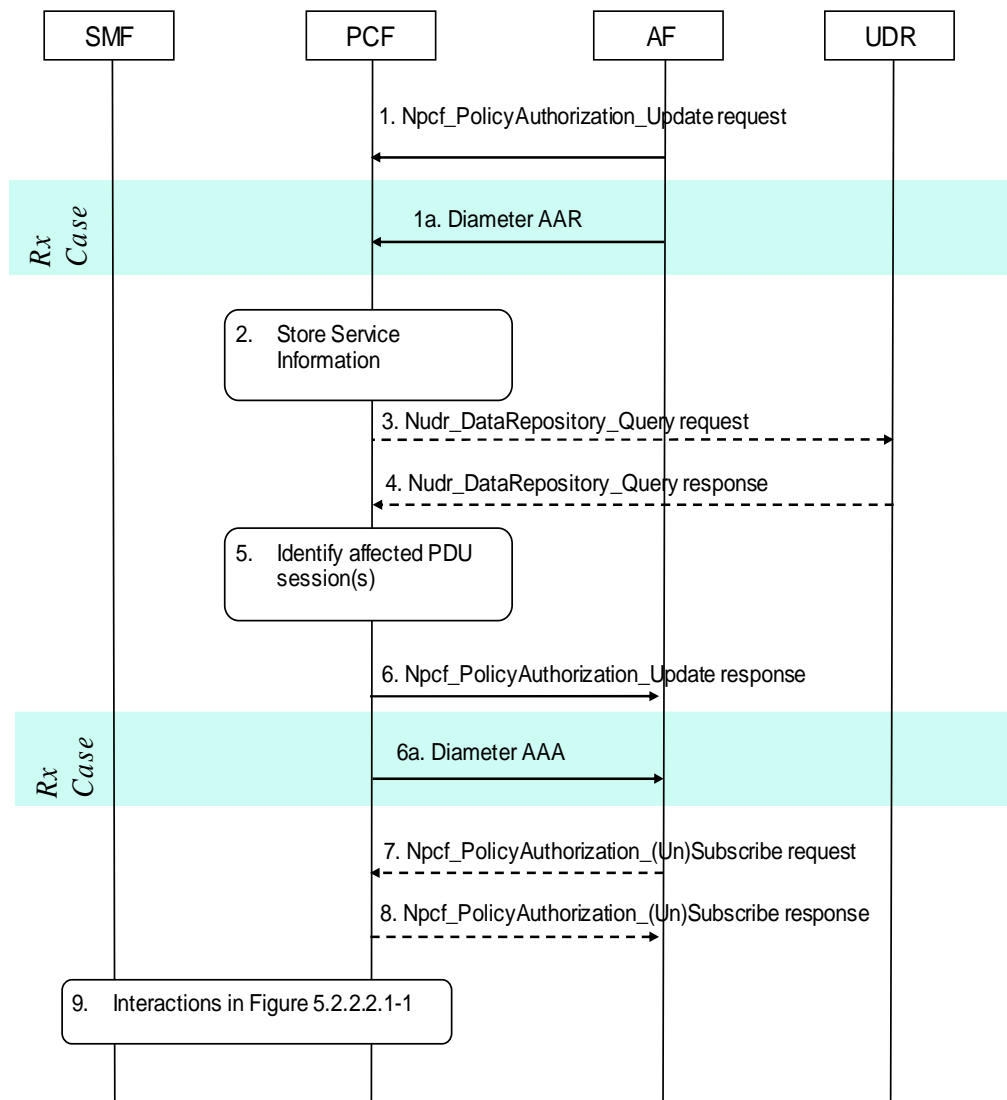 SMF
PCF
AF
UDR
1. Npcf_PolicyAuthorization_Update request
Rx
Case
1a. Diameter AAR
2. Store Service
Information
3. Nudr_DataRepository_Query request
4. Nudr_DataRepository_Query response
5. Identify affected PDU
session(s)
6. Npcf_PolicyAuthorization_Update response
Rx
Case
6a. Diameter AAA
7. Npcf_PolicyAuthorization_(Un)Subscribe request
8. Npcf_PolicyAuthorization_(Un)Subscribe response
9. Interactions in Figure 5.2.2.2.1-1